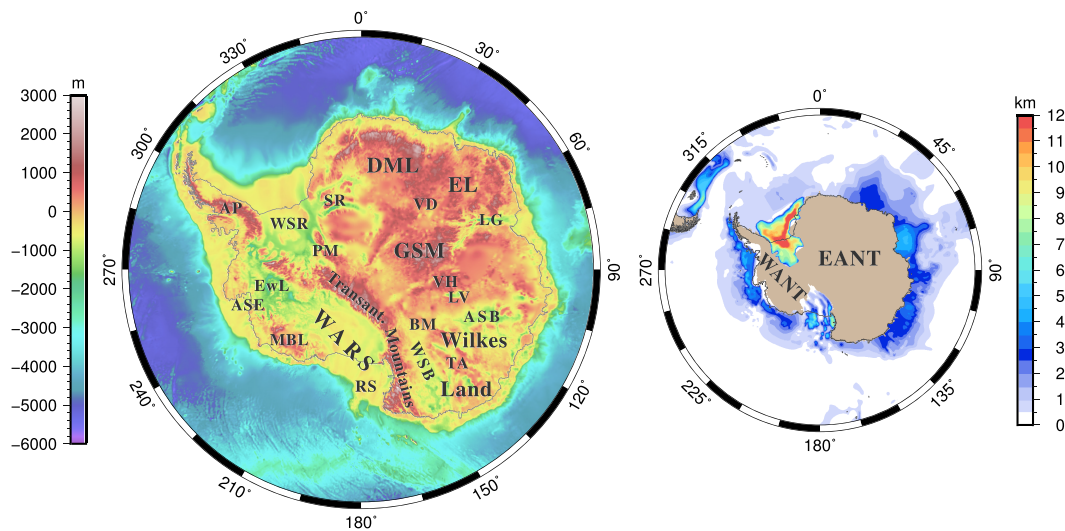 m
3000
2000
1000
0
−1000
−2000
−3000
−4000
−5000
−6000
0˚
30˚
60˚
90˚
120˚
150˚
180˚
210˚
240˚
270˚
300˚
330˚
DML
EL
SR
VD
AP
WSR
LG
PM
GSM
EwL
VH
LV
ASE
Transant. Mountains
WARS
ASB
BM
MBL
Wilkes
WSB
TA
RS
Land
0˚
45˚
90˚
135˚
180˚
225˚
270˚
315˚
EANT
WANT
km
12
11
10
9
8
7
6
5
4
3
2
1
0